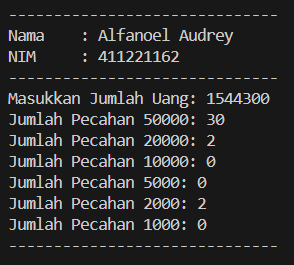 ------------------------------
Nama    : Alfanoel Audrey
NIM     : 411221162
------------------------------
Masukkan Jumlah Uang: 1544300
Jumlah Pecahan 50000: 30
Jumlah Pecahan 20000: 2
Jumlah Pecahan 10000: 0
Jumlah Pecahan 5000: 0
Jumlah Pecahan 2000: 2
Jumlah Pecahan 1000: 0
------------------------------